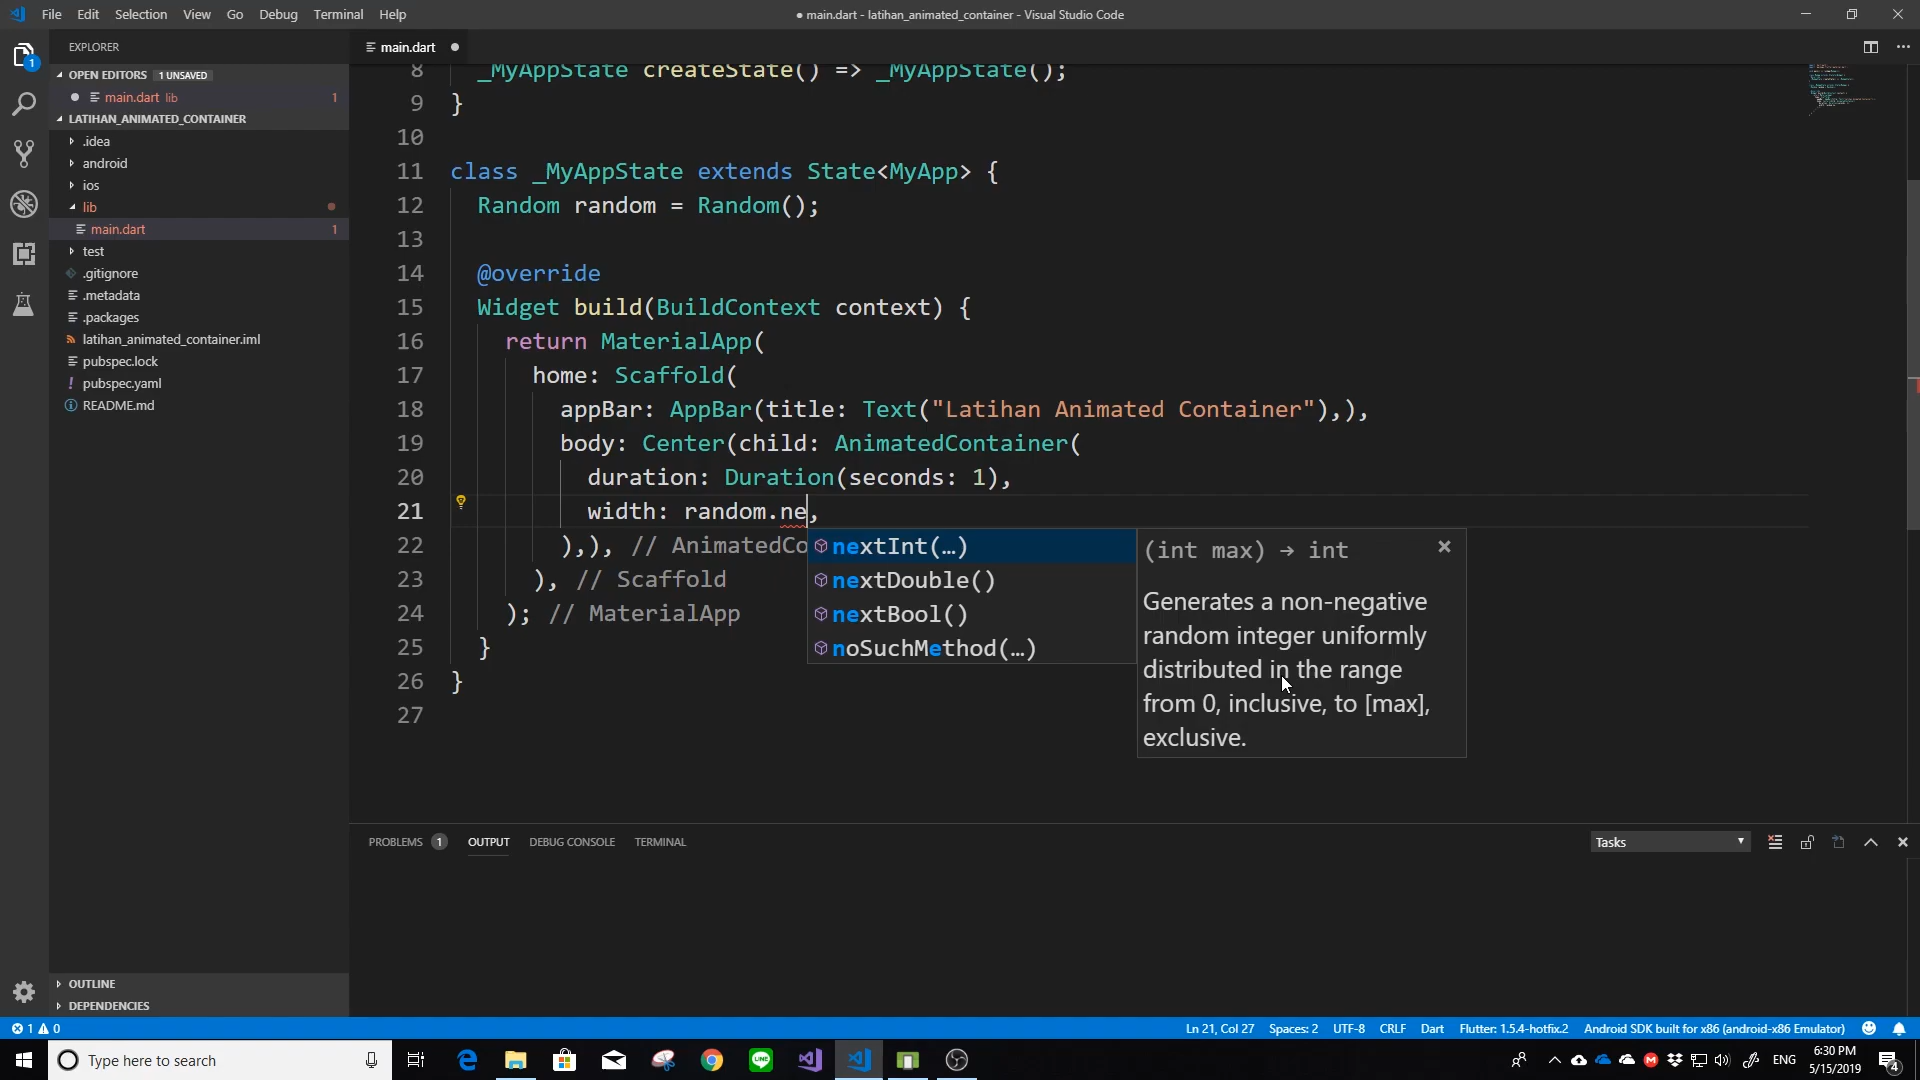 File Edit Selection View Go Debug Terminal Help
● main.dart - latihan_animated_container - Visual Studio Code
EXPLORER
OPEN EDITORS 1 UNSAVED
main.dart lib 1
LATIHAN_ANIMATED_CONTAINER
.idea
android
ios
lib
main.dart 1
test
.gitignore
.metadata
.packages
latihan_animated_container.iml
pubspec.lock
! pubspec.yaml
README.md
OUTLINE
DEPENDENCIES
1
main.dart
8 _MyAppState createState() => _MyAppState();
9 }
10
11 class _MyAppState extends State<MyApp> {
12 Random random = Random();
13
14 @override
15 Widget build(BuildContext context) {
16 return MaterialApp(
17 home: Scaffold(
18 appBar: AppBar(title: Text("Latihan Animated Container"),),
19 body: Center(child: AnimatedContainer(
20 duration: Duration(seconds: 1),
21 width: random.ne,
22 ),), // AnimatedCo
23 ), // Scaffold
24 ); // MaterialApp
25 }
26 }
27
nextInt(…)
nextDouble()
nextBool()
noSuchMethod(…)
(int max) → int
Generates a non-negative
random integer uniformly
distributed in the range
from 0, inclusive, to [max],
exclusive.
PROBLEMS 1 OUTPUT DEBUG CONSOLE TERMINAL
Tasks
1 0
Ln 21, Col 27 Spaces: 2 UTF-8 CRLF Dart Flutter: 1.5.4-hotfix.2 Android SDK built for x86 (android-x86 Emulator)
Type here to search
LINE
ENG
6:30 PM
5/15/2019
4